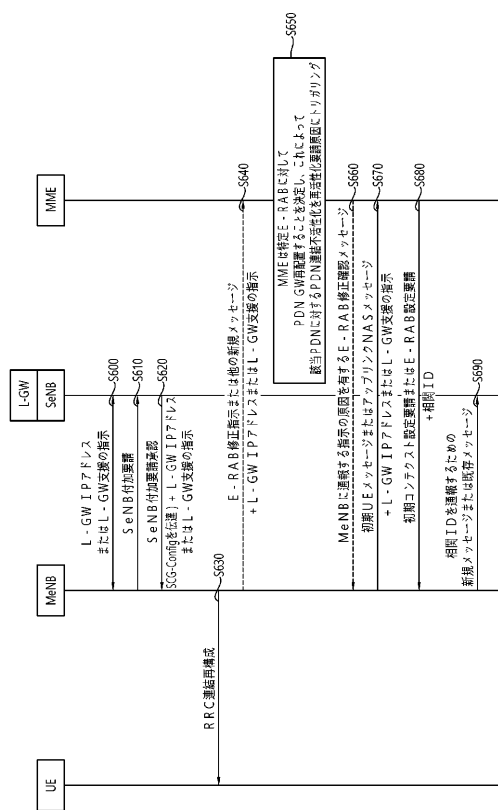 UE
MeNB
L-GW
SeNB
MME
L-GW IPアドレス
またはL-GW支援の指示
S600
SeNB付加要請
S610
SeNB付加要請承認
S620
SCG-Configを伝達) + L-GW IPアドレス
またはL-GW支援の指示
S630
RRC連結再構成
S640
E-RAB修正指示または他の新規メッセージ
+L-GW IPアドレスまたはL-GW支援の指示
S650
MMEは特定E-RABに対して
PDN GW再配置することを決定し、これによって
該当PDNに対するPDN連結不活性化を再活性化要請原因にトリガリング
S660
MeNBに通報する指示の原因を有するE-RAB修正確認メッセージ
S670
初期UEメッセージまたはアップリンクNASメッセージ
+L-GW IPアドレスまたはL-GW支援の指示
S680
初期コンテクスト設定要請またはE-RAB設定要請
+相関ID
S690
相関IDを通報するための
新規メッセージまたは既存メッセージ